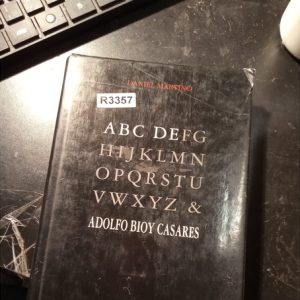 DANIEL MARTINO
R3357
ABC DEFG
HIJKLMN
OPQRSTU
VWXYZ &
ADOLFO BIOY CASARES